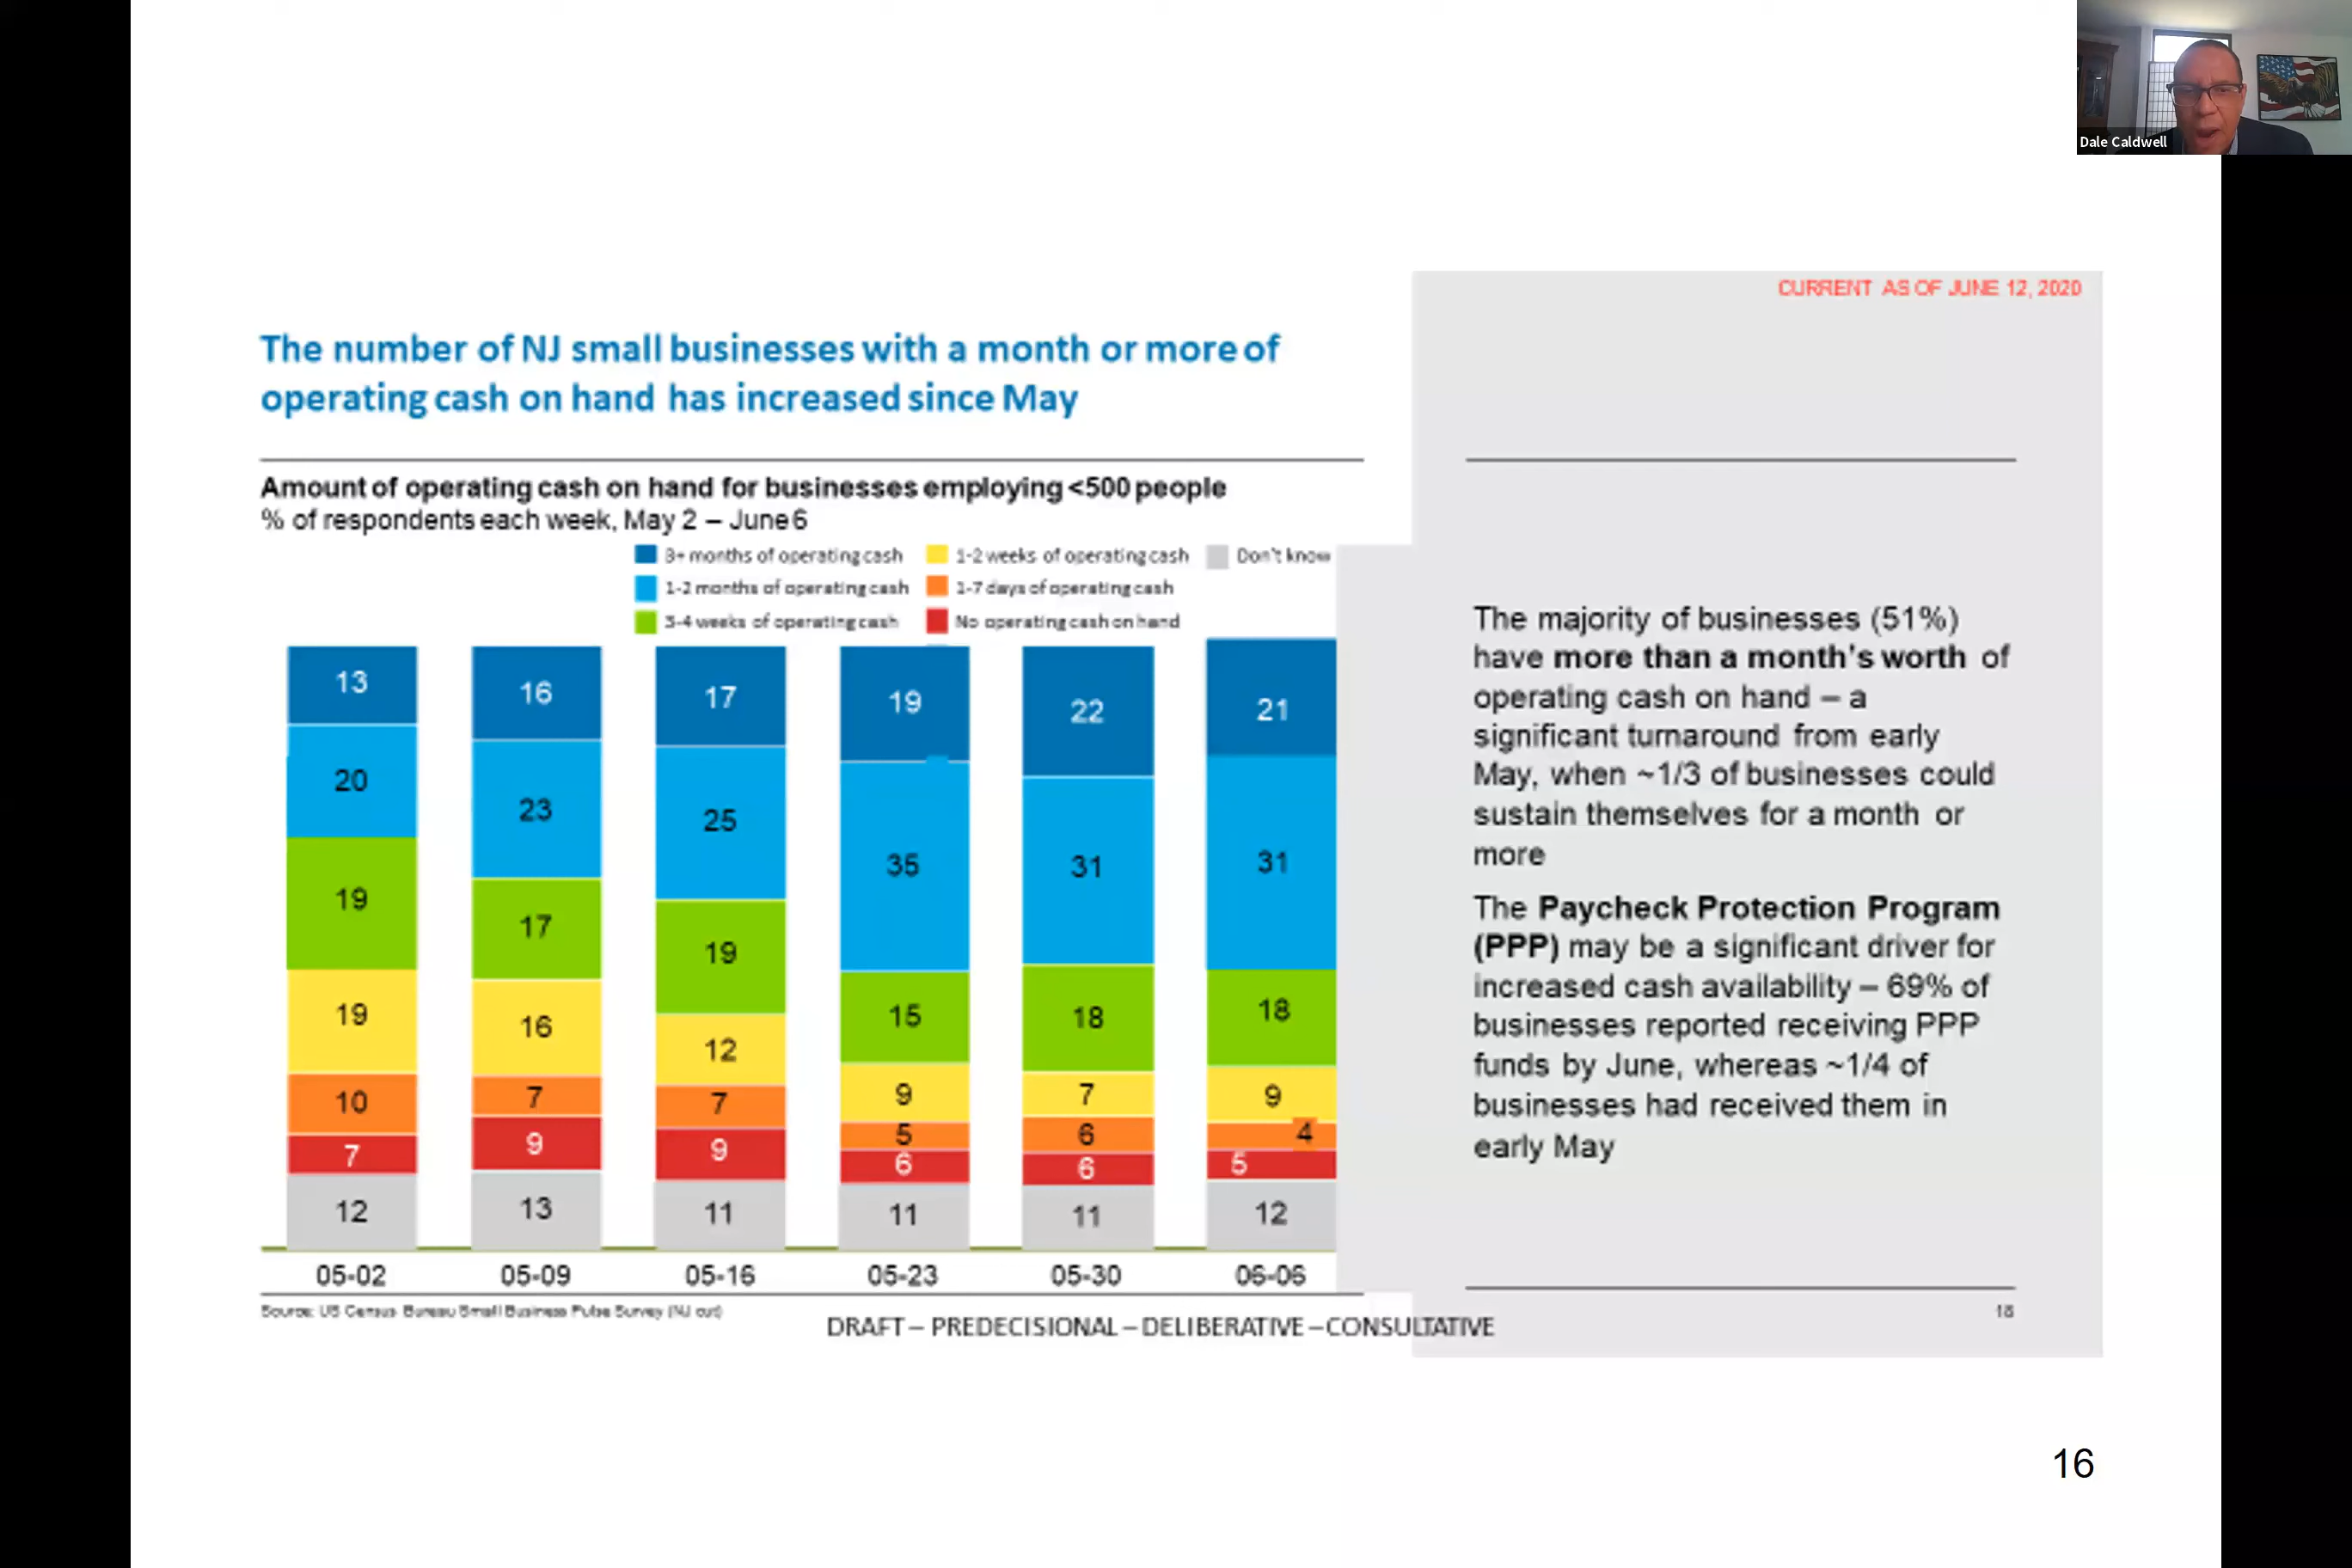 Dale Caldwell
CURRENT AS OF JUNE 12, 2020
The number of NJ small businesses with a month or more of
operating cash on hand has increased since May
Amount of operating cash on hand for businesses employing <500 people
% of respondents each week, May 2 – June 6
3+ months of operating cash
1-2 weeks of operating cash
Don't know
1-2 months of operating cash
1-7 days of operating cash
3-4 weeks of operating cash
No operating cash on hand
13
20
19
19
10
7
12
05-02
16
23
17
16
7
9
13
05-09
17
25
19
12
7
9
11
05-16
19
35
15
9
5
6
11
05-23
22
31
18
7
6
6
11
05-30
21
31
18
9
4
5
12
06-06
The majority of businesses (51%)
have more than a month's worth of
operating cash on hand – a
significant turnaround from early
May, when ~1/3 of businesses could
sustain themselves for a month or
more
The Paycheck Protection Program
(PPP) may be a significant driver for
increased cash availability – 69% of
businesses reported receiving PPP
funds by June, whereas ~1/4 of
businesses had received them in
early May
Source: US Census Bureau Small Business Pulse Survey (NJ cut)
18
DRAFT – PREDECISIONAL – DELIBERATIVE – CONSULTATIVE
16